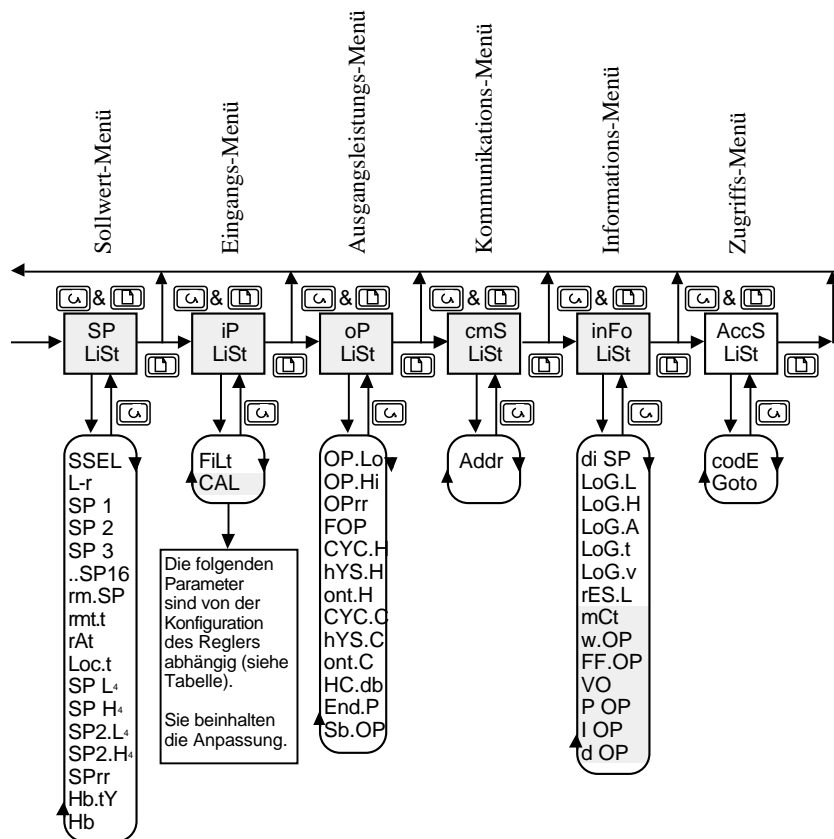 Sollwert-Menü
Eingangs-Menü
Ausgangsleistungs-Menü
Kommunikations-Menü
Informations-Menü
Zugriffs-Menü
&
&
&
&
&
&
SP
LiSt
iP
LiSt
oP
LiSt
cmS
LiSt
inFo
LiSt
AccS
LiSt
SSEL
L-r
SP 1
SP 2
SP 3
..SP16
rm.SP
rmt.t
rAt
Loc.t
SP L4
SP H4
SP2.L4
SP2.H4
SPrr
Hb.tY
Hb
FiLt
CAL
Die folgenden
Parameter
sind von der
Konfiguration
des Reglers
abhängig (siehe
Tabelle).
Sie beinhalten
die Anpassung.
OP.Lo
OP.Hi
OPrr
FOP
CYC.H
hYS.H
ont.H
CYC.C
hYS.C
ont.C
HC.db
End.P
Sb.OP
Addr
di SP
LoG.L
LoG.H
LoG.A
LoG.t
LoG.v
rES.L
mCt
w.OP
FF.OP
VO
P OP
I OP
d OP
codE
Goto